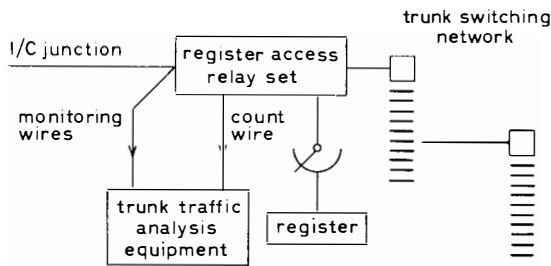 trunk switching
network
I/C junction
register access
relay set
monitoring
wires
count
wire
trunk traffic
analysis
equipment
register